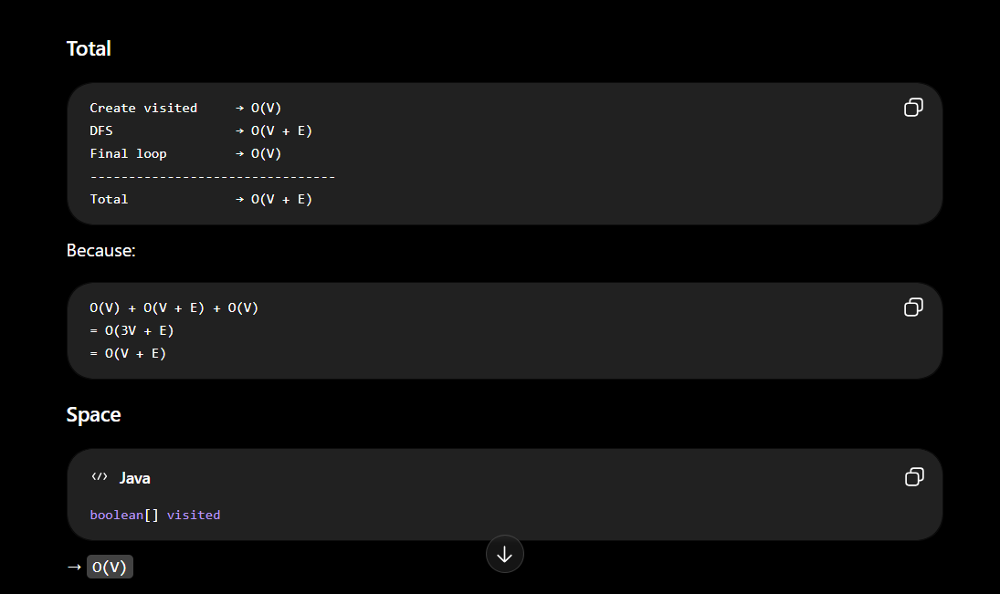 Total
Create visited     → O(V)
DFS                → O(V + E)
Final loop         → O(V)
--------------------------------
Total              → O(V + E)
Because:
O(V) + O(V + E) + O(V)
= O(3V + E)
= O(V + E)
Space
</> Java
boolean[] visited
→ O(V)